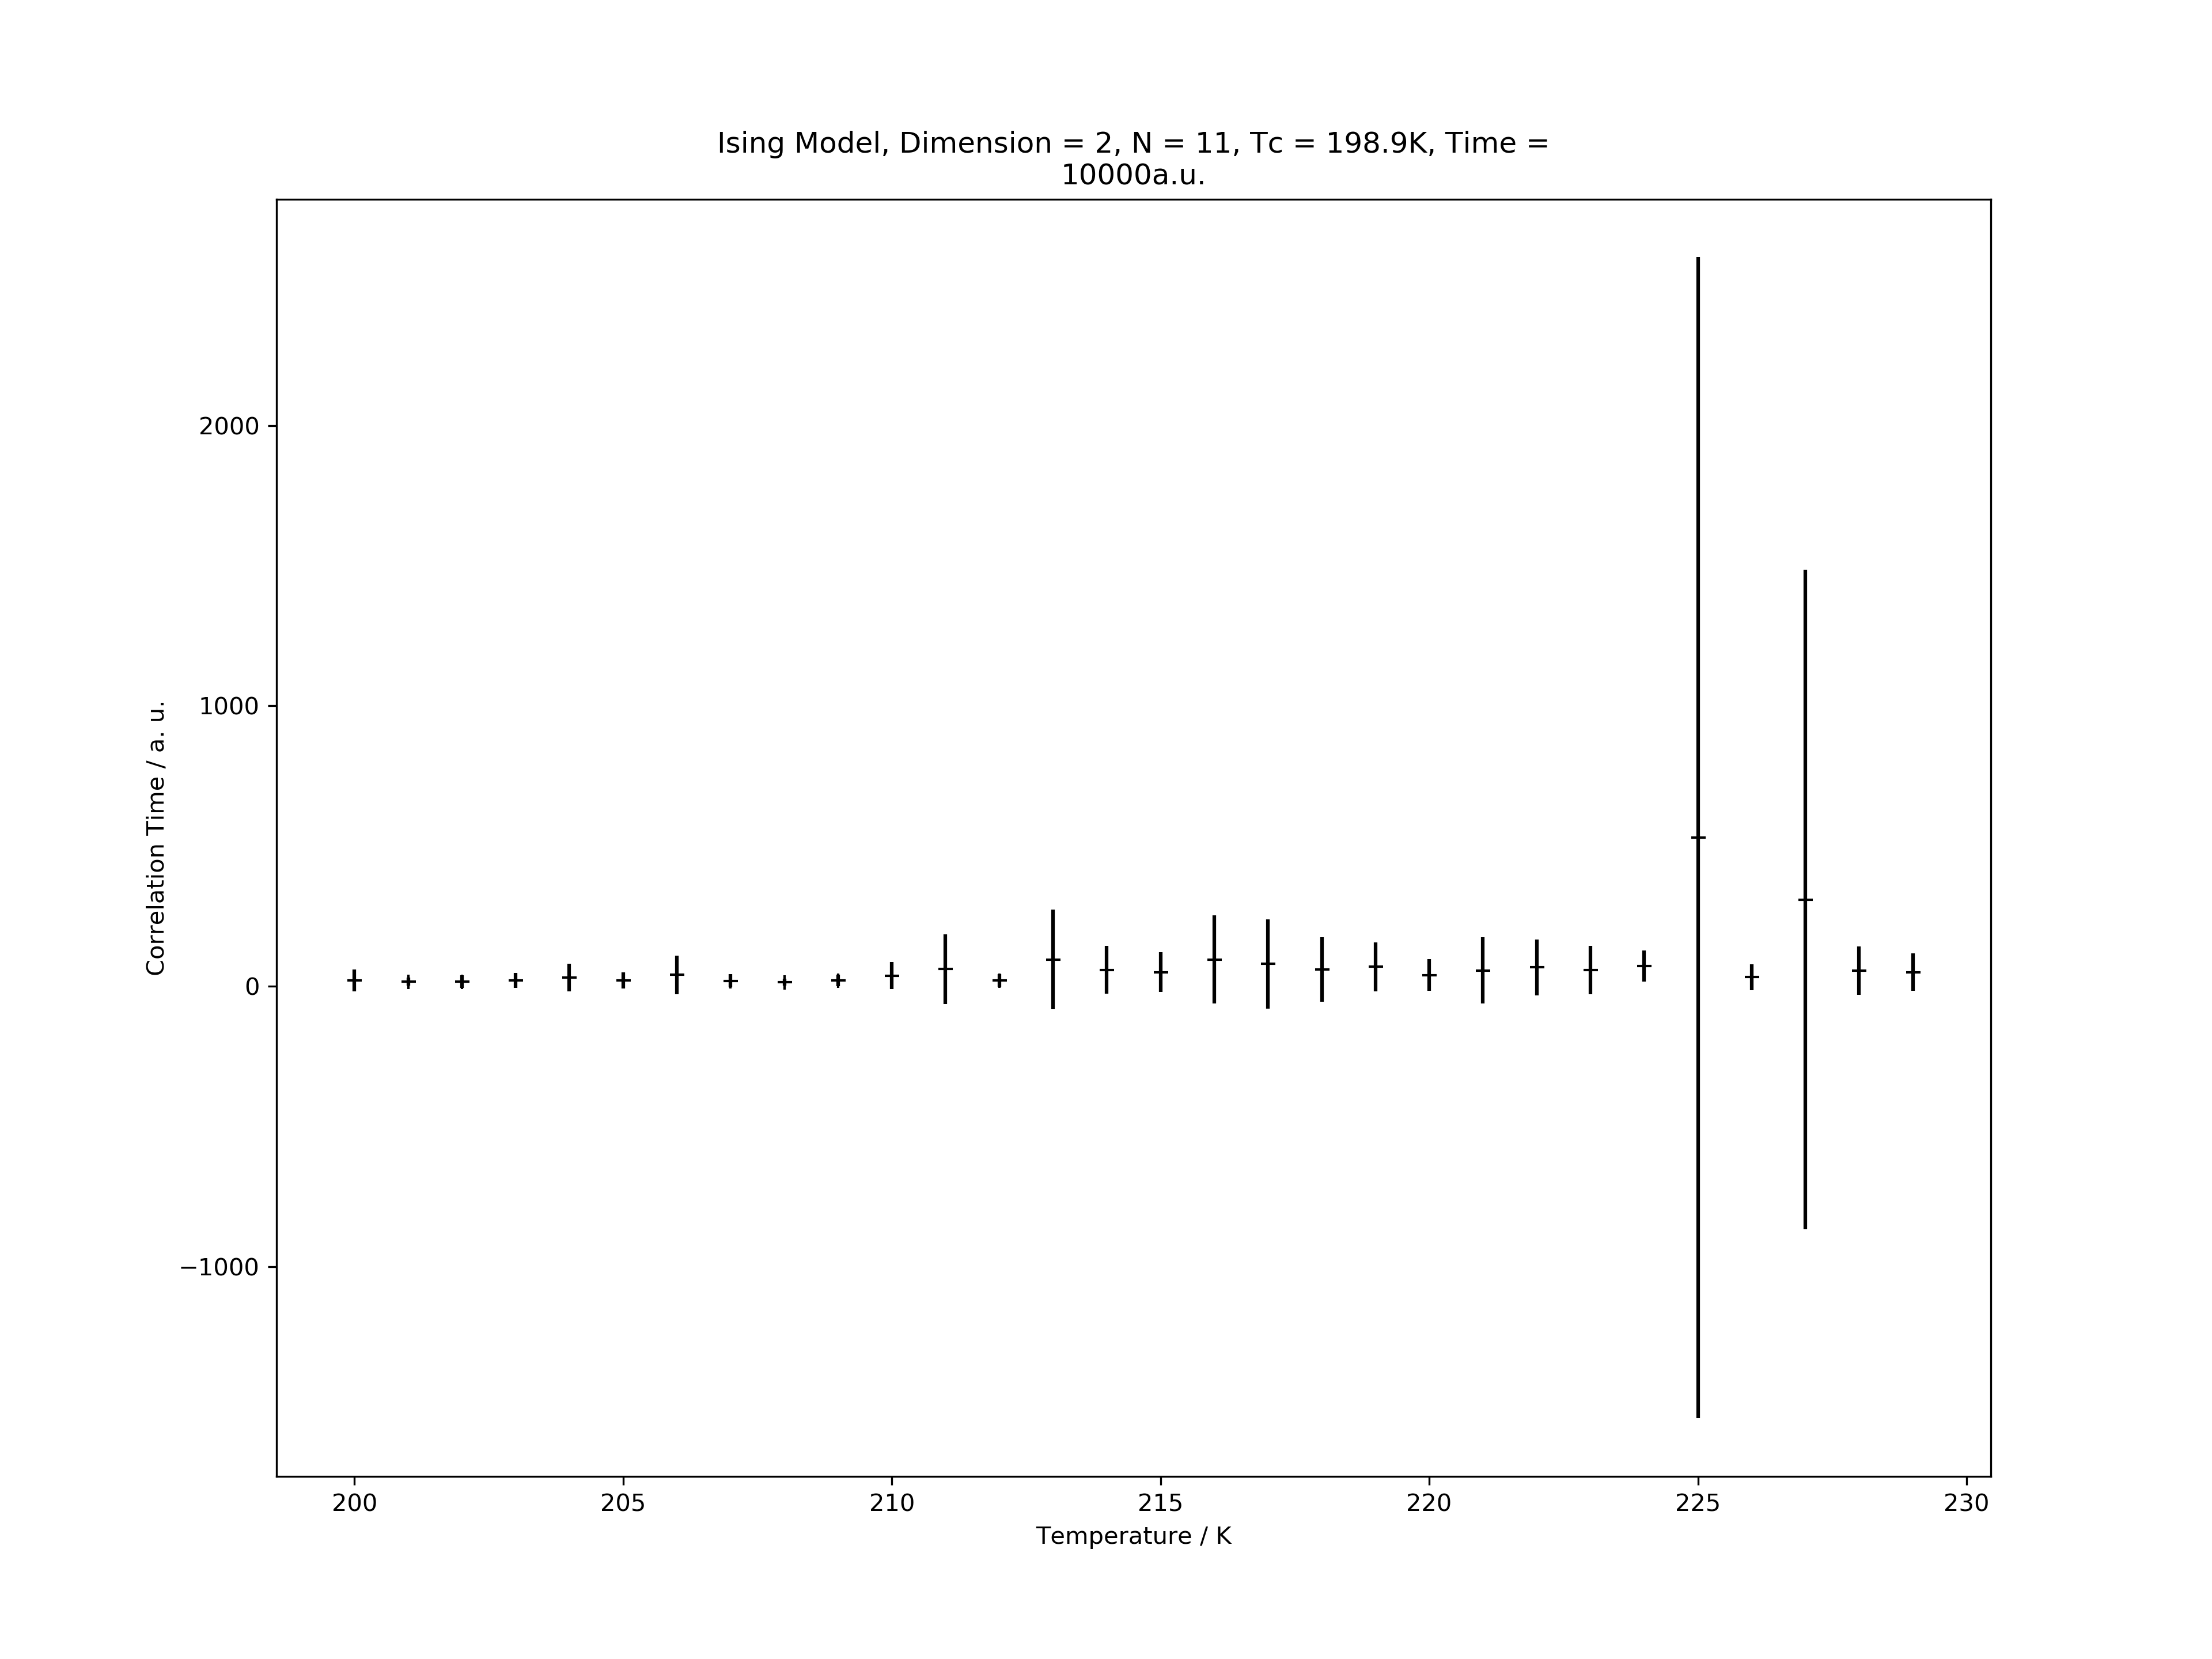 Ising Model, Dimension = 2, N = 11, Tc = 198.9K, Time =
10000a.u.
Correlation Time / a. u.
2000
1000
0
−1000
200 205 210 215 220 225 230
Temperature / K